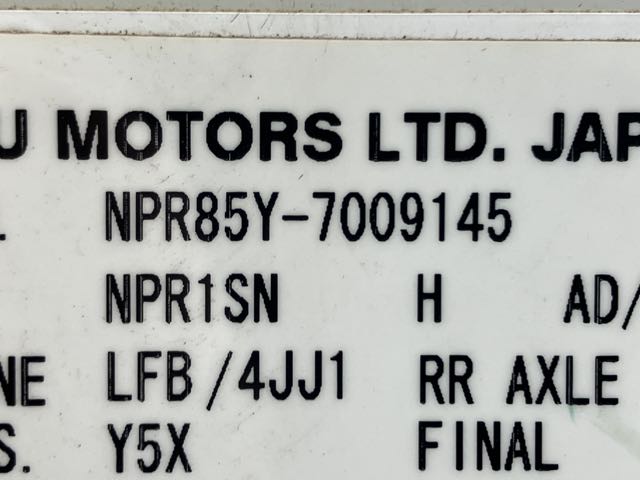 U MOTORS LTD. JAP
. NPR85Y-7009145
NPR1SN H AD/
NE LFB/4JJ1 RR AXLE
S. Y5X FINAL